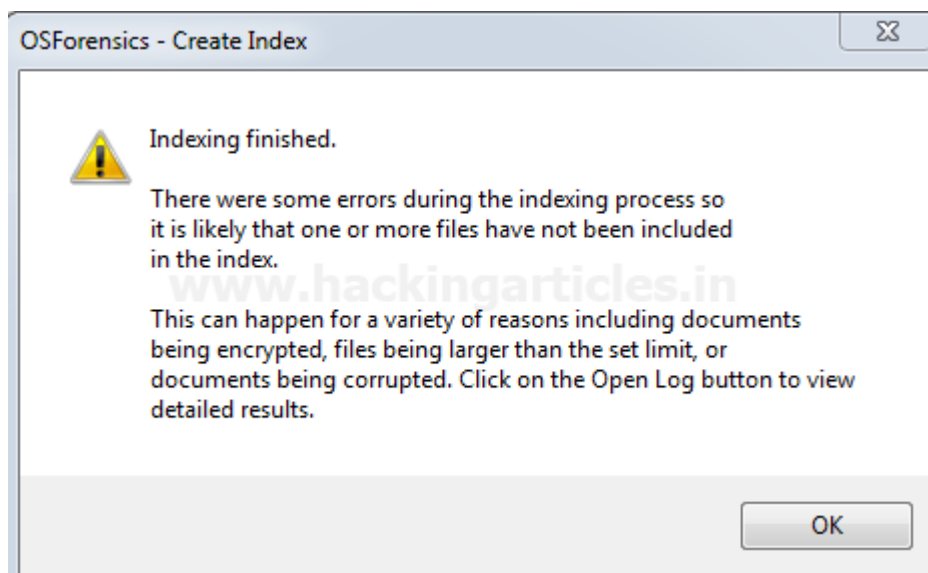 OSForensics - Create Index
Indexing finished.
There were some errors during the indexing process so
it is likely that one or more files have not been included
in the index.
www.hackingarticles.in
This can happen for a variety of reasons including documents
being encrypted, files being larger than the set limit, or
documents being corrupted. Click on the Open Log button to view
detailed results.
OK